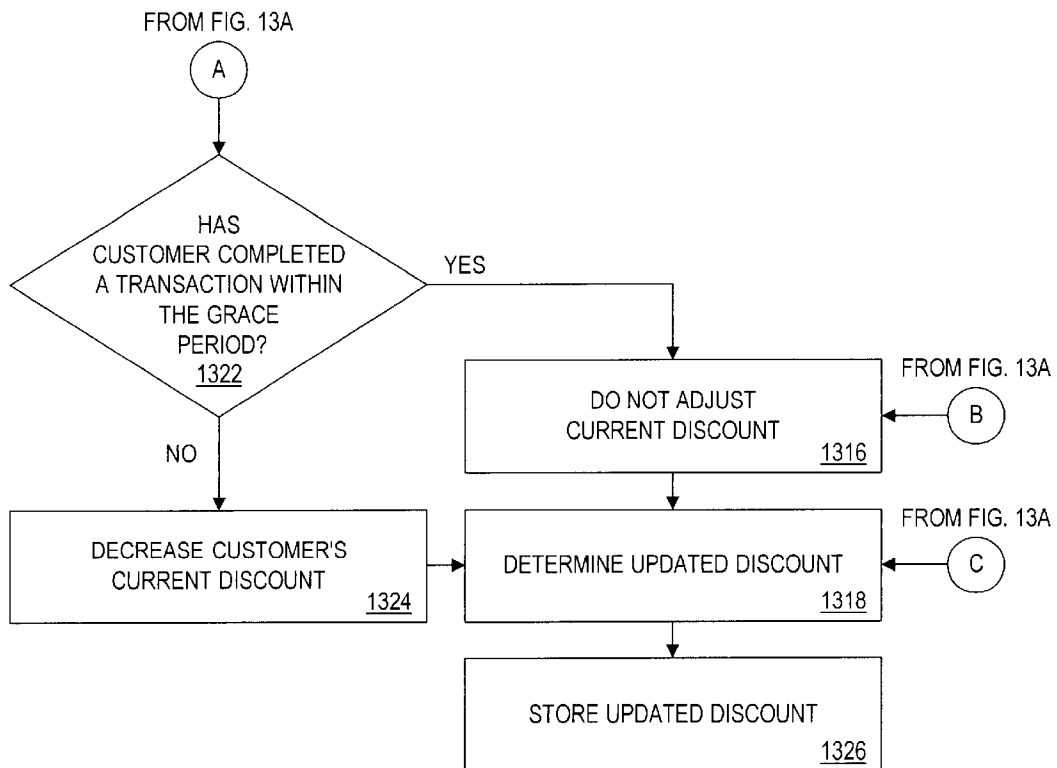 FROM FIG. 13A
A
HAS
CUSTOMER COMPLETED
A TRANSACTION WITHIN
THE GRACE
PERIOD?
1322
YES
NO
DO NOT ADJUST
CURRENT DISCOUNT
1316
FROM FIG. 13A
B
DECREASE CUSTOMER'S
CURRENT DISCOUNT
1324
DETERMINE UPDATED DISCOUNT
1318
FROM FIG. 13A
C
STORE UPDATED DISCOUNT
1326